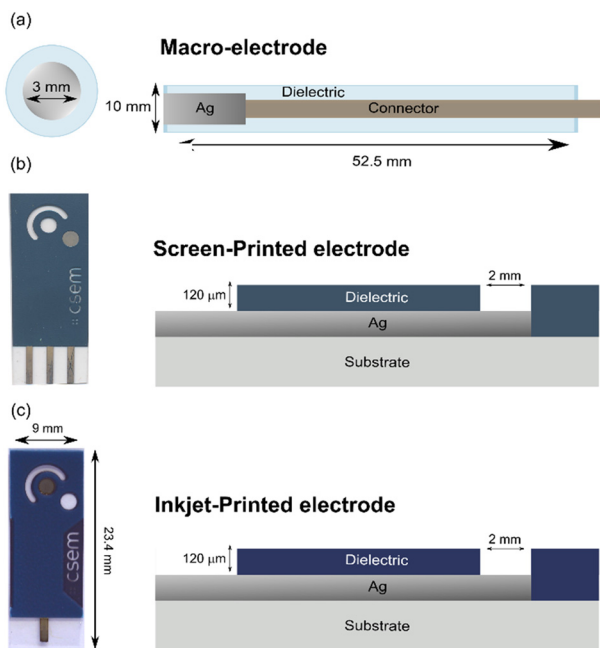 (a)
Macro-electrode
3 mm
10 mm
Dielectric
Ag
Connector
52.5 mm
(b)
csem
Screen-Printed electrode
2 mm
120 µm
Dielectric
Ag
Substrate
(c)
9 mm
csem
23.4 mm
Inkjet-Printed electrode
2 mm
120 µm
Dielectric
Ag
Substrate